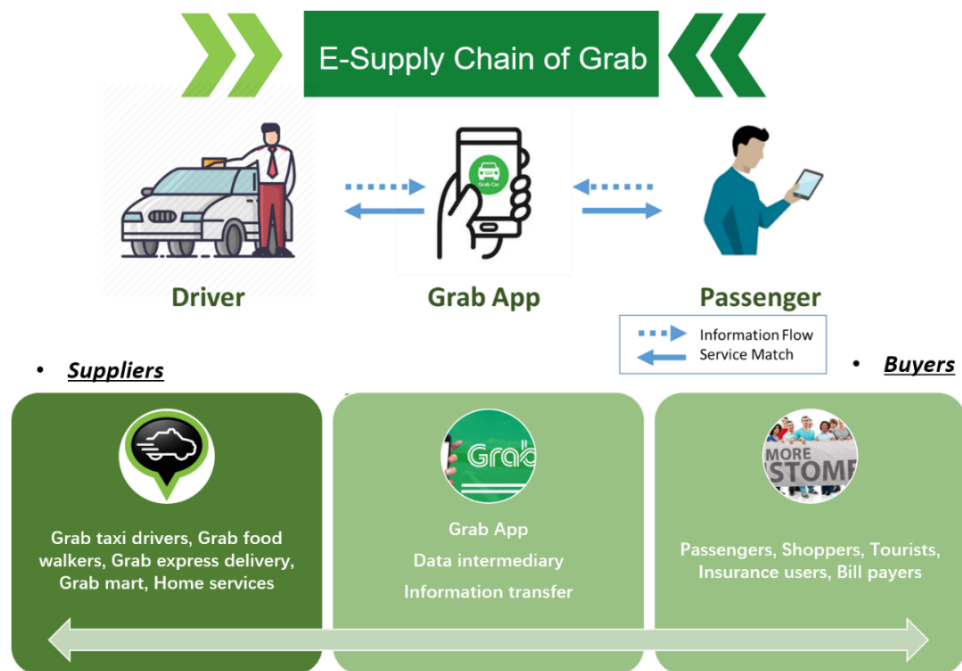 E-Supply Chain of Grab
Grab Car
Driver
Grab App
Passenger
Information Flow
Service Match
• Suppliers
• Buyers
Grab
MORE
STOME
Grab taxi drivers, Grab food
walkers, Grab express delivery,
Grab mart, Home services
Grab App
Data intermediary
Information transfer
Passengers, Shoppers, Tourists,
Insurance users, Bill payers